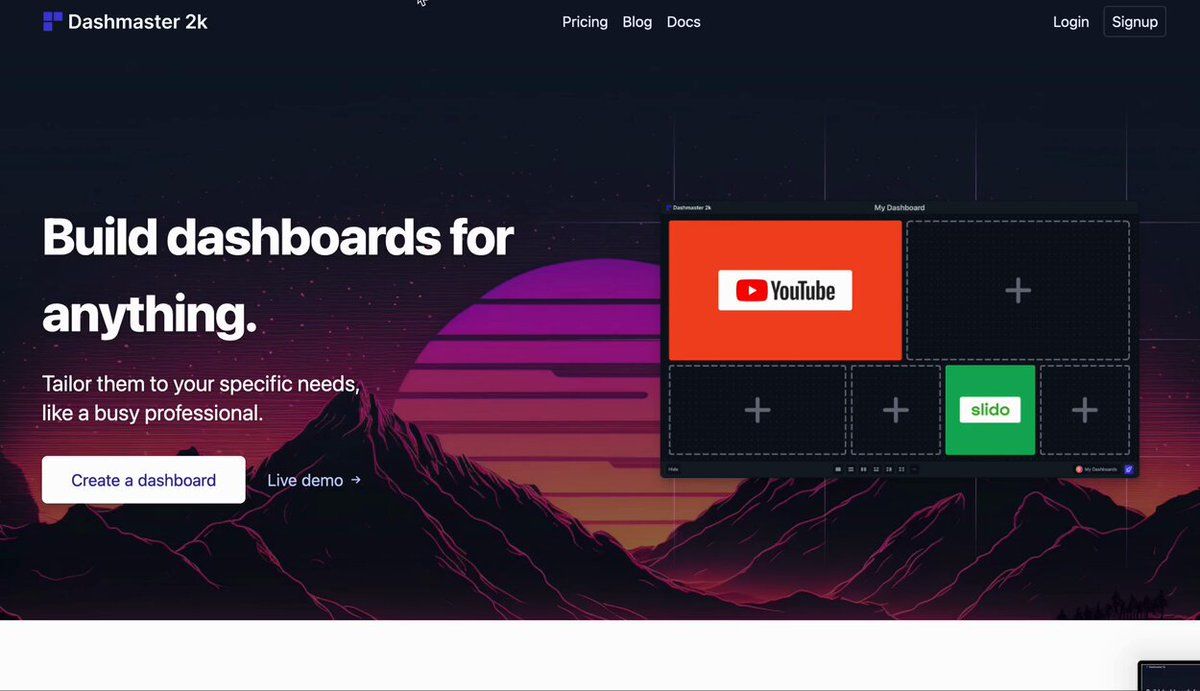 Dashmaster 2k
Pricing Blog Docs
Login Signup
Build dashboards for
anything.
Tailor them to your specific needs,
like a busy professional.
Create a dashboard
Live demo →
Dashmaster 2k
My Dashboard
YouTube
slido
Hide
My Dashboards